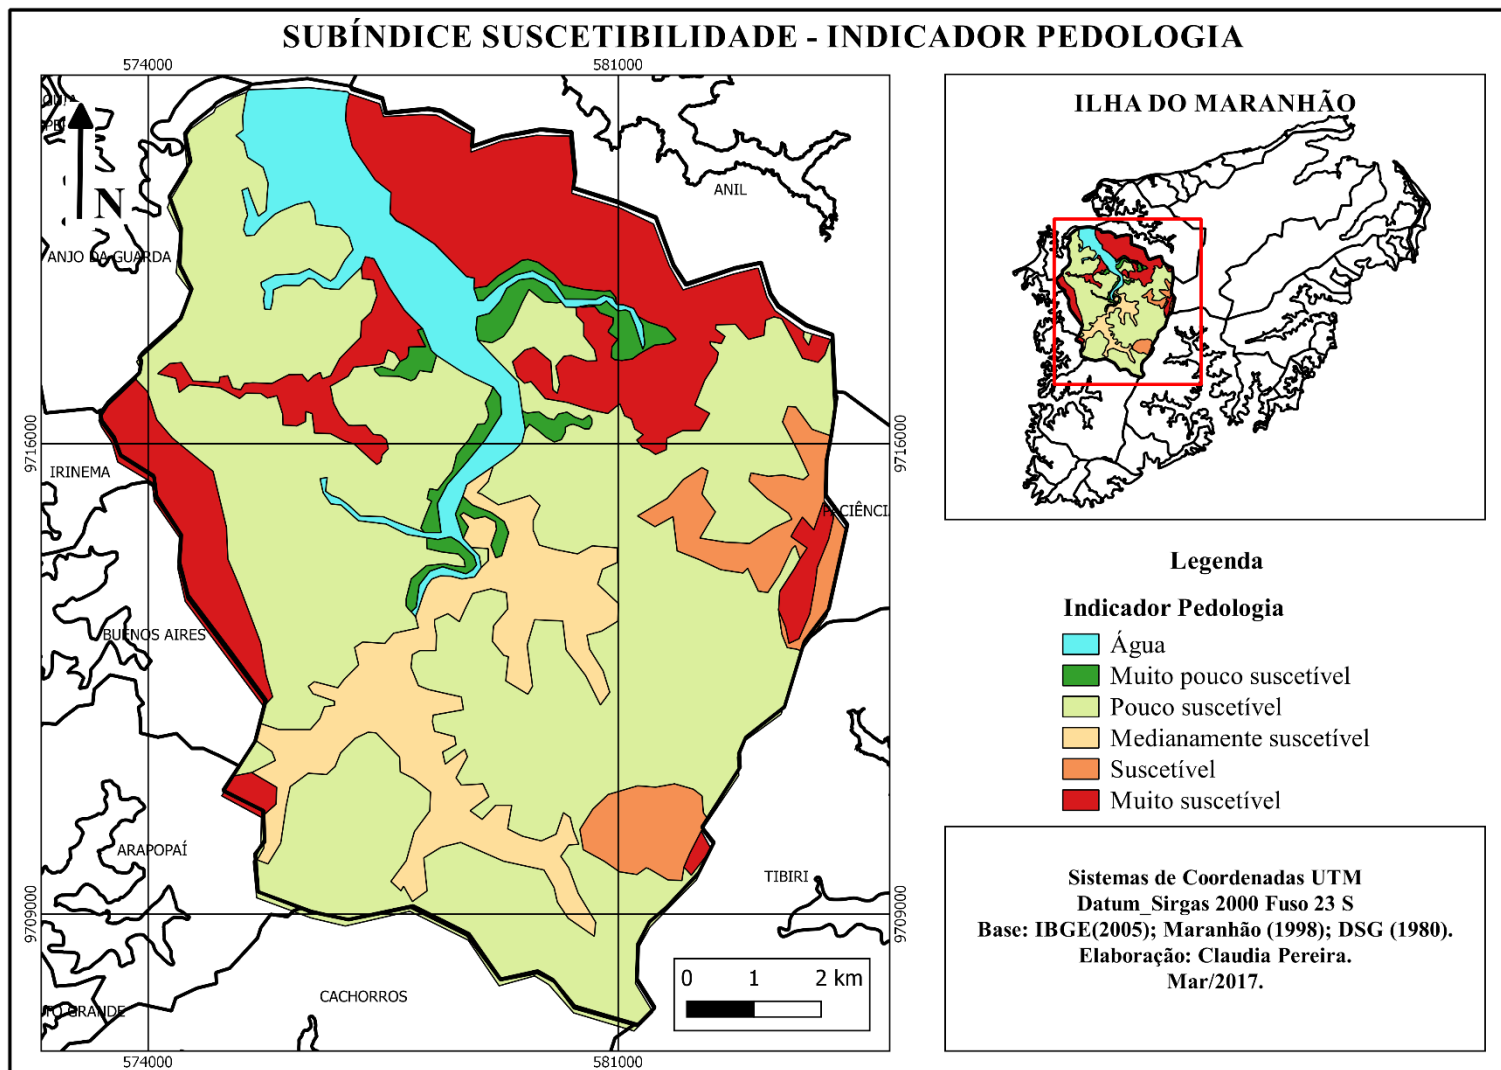 SUBÍNDICE SUSCETIBILIDADE - INDICADOR PEDOLOGIA
574000
581000
N
ANIL
ANJO DA GUARDA
9716000
9716000
IRINEMA
PACIÊNCI
BUENOS AIRES
ARAPOPAÍ
TIBIRI
9709000
9709000
CACHORROS
TO GRANDE
0 1 2 km
574000
581000
ILHA DO MARANHÃO
Legenda
Indicador Pedologia
Água
Muito pouco suscetível
Pouco suscetível
Medianamente suscetível
Suscetível
Muito suscetível
Sistemas de Coordenadas UTM
Datum_Sirgas 2000 Fuso 23 S
Base: IBGE(2005); Maranhão (1998); DSG (1980).
Elaboração: Claudia Pereira.
Mar/2017.